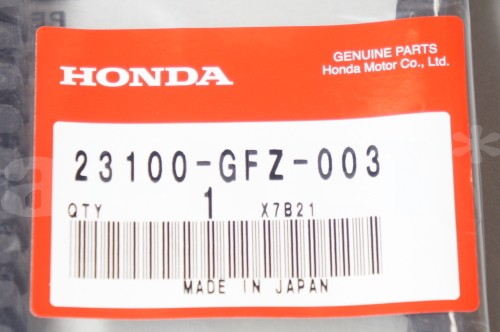 HONDA
GENUINE PARTS
Honda Motor Co., Ltd.
23100-GFZ-003
QTY 1 X7B21
MADE IN JAPAN